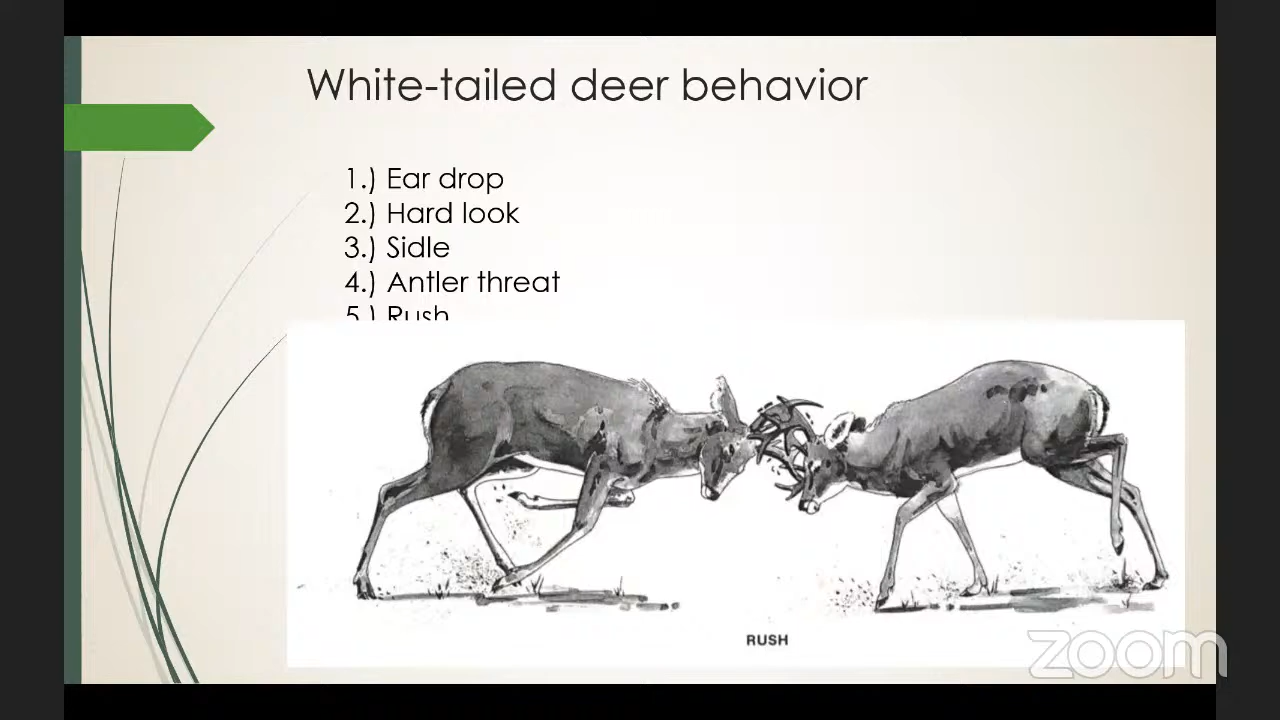 White-tailed deer behavior
1.) Ear drop
2.) Hard look
3.) Sidle
4.) Antler threat
5.) Rush
RUSH
zoom